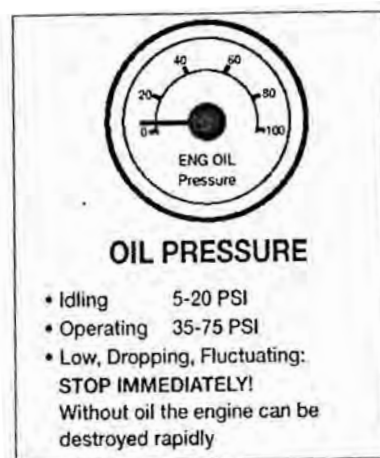 40 60
20 80
0 100
ENG OIL
Pressure
OIL PRESSURE
• Idling 5-20 PSI
• Operating 35-75 PSI
• Low, Dropping, Fluctuating:
STOP IMMEDIATELY!
Without oil the engine can be
destroyed rapidly